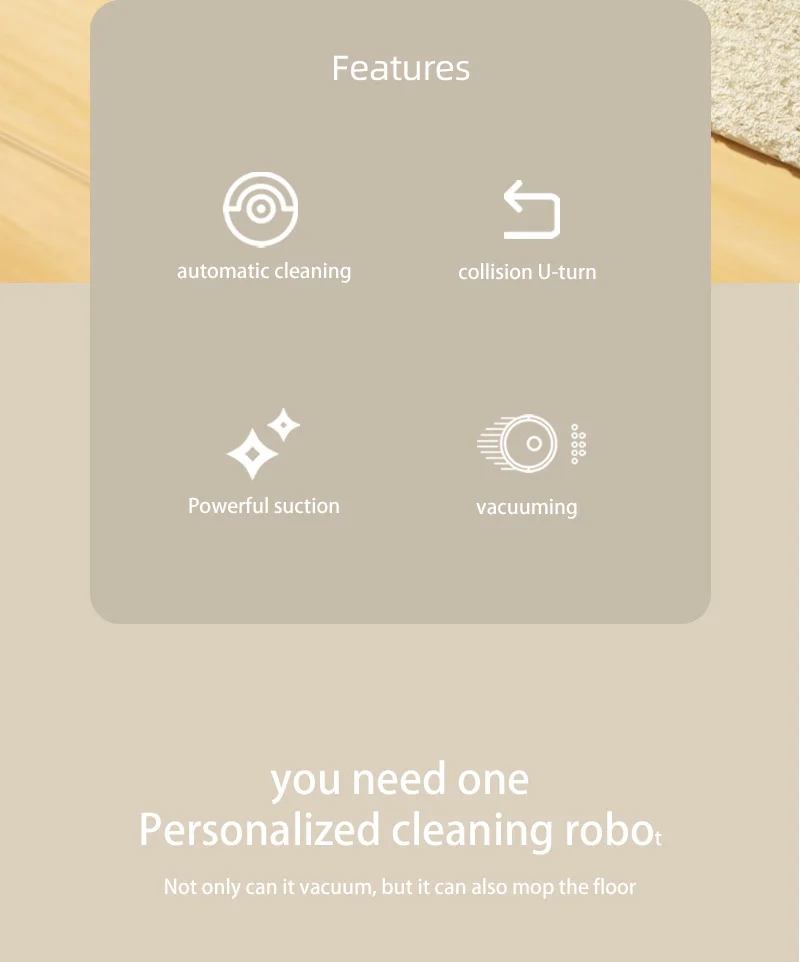 Features
automatic cleaning
collision U-turn
Powerful suction
vacuuming
you need one
Personalized cleaning robot
Not only can it vacuum, but it can also mop the floor